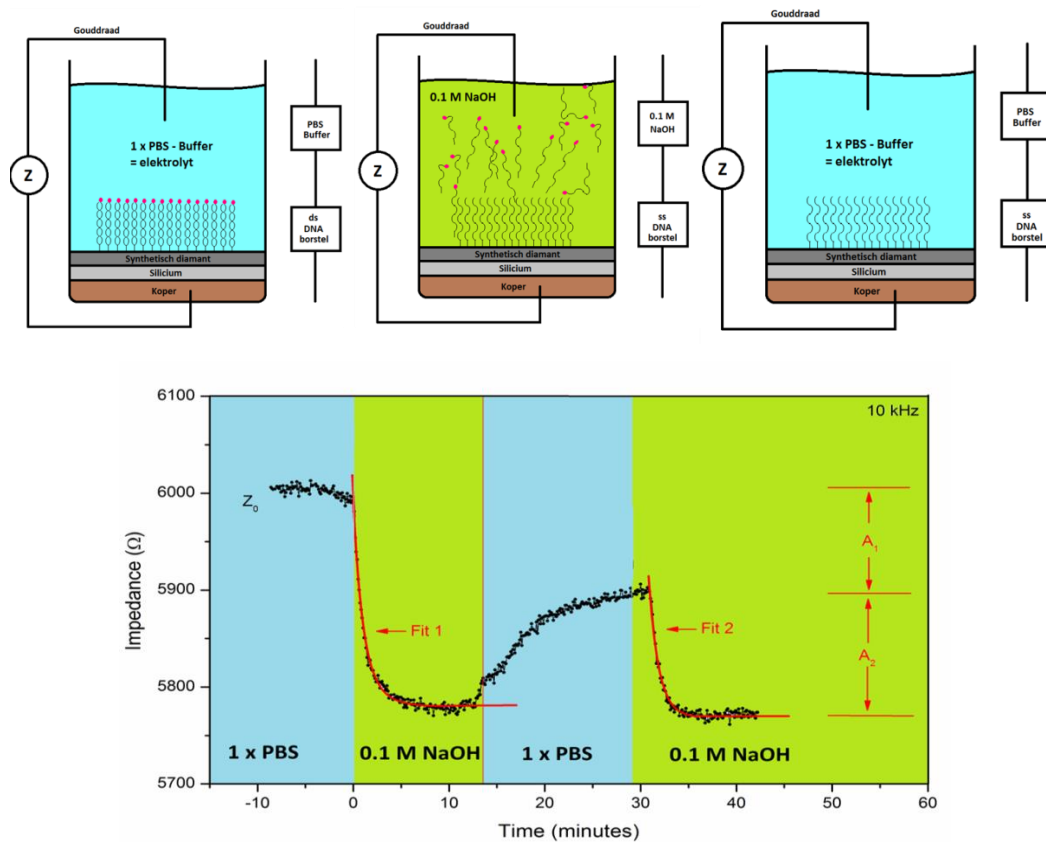 Gouddraad
Z
1 x PBS - Buffer
= elektrolyt
Synthetisch diamant
Silicium
Koper
PBS
Buffer
ds
DNA
borstel
Gouddraad
Z
0.1 M NaOH
Synthetisch diamant
Silicium
Koper
0.1 M
NaOH
ss
DNA
borstel
Gouddraad
Z
1 x PBS - Buffer
= elektrolyt
Synthetisch diamant
Silicium
Koper
PBS
Buffer
ss
DNA
borstel
Impedance (Ω)
6100
6000
5900
5800
5700
10 kHz
Z0
Fit 1
Fit 2
A1
A2
1 x PBS
0.1 M NaOH
1 x PBS
0.1 M NaOH
-10
0
10
20
30
40
50
60
Time (minutes)